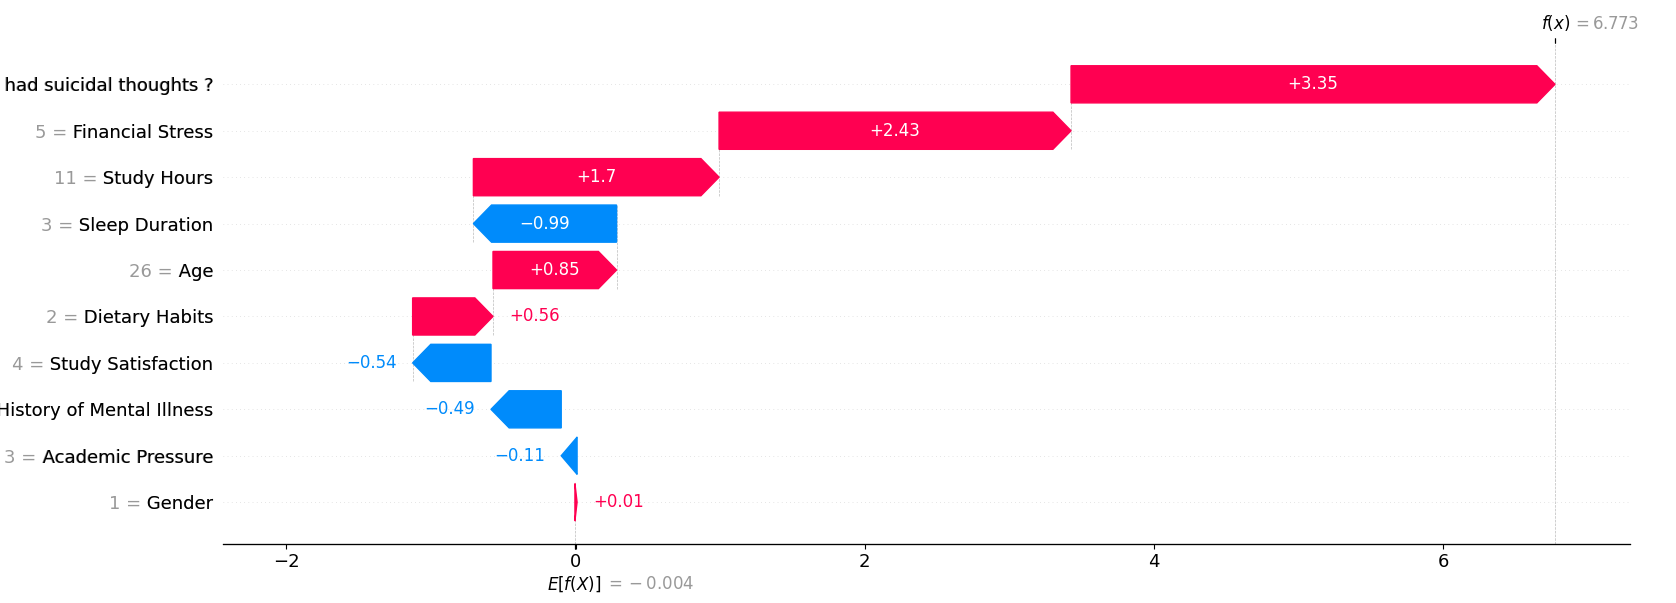 f(x) = 6.773
had suicidal thoughts ? +3.35
5 = Financial Stress +2.43
11 = Study Hours +1.7
3 = Sleep Duration −0.99
26 = Age +0.85
2 = Dietary Habits +0.56
4 = Study Satisfaction −0.54
History of Mental Illness −0.49
3 = Academic Pressure −0.11
1 = Gender +0.01
−2 0 2 4 6
E[f(X)] = −0.004